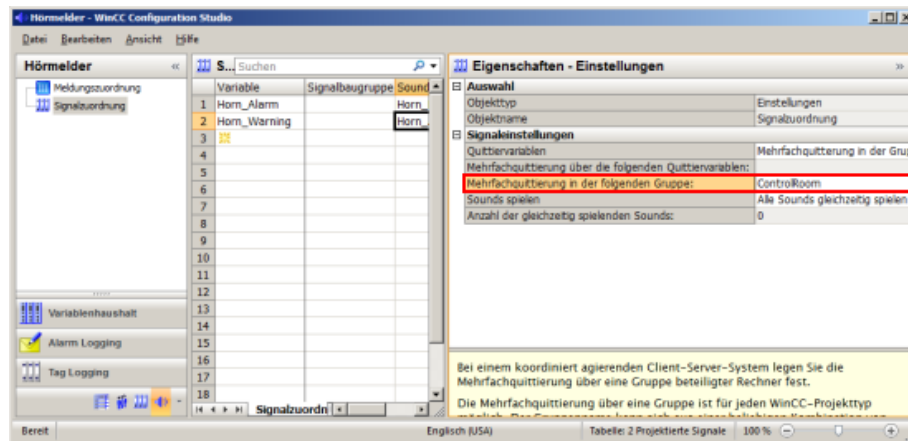 Hörmelder - WinCC Configuration Studio
Datei Bearbeiten Ansicht Hilfe
Hörmelder «
Meldungszuordnung
Signalzuordnung
Variablenhaushalt
Alarm Logging
Tag Logging
S... Suchen
Variable Signalbaugruppe Sound
1 Horn_Alarm Horn_
2 Horn_Warning Horn_
3
4
5
6
7
8
9
10
11
12
13
14
15
16
17
18
Signalzuordn
Eigenschaften - Einstellungen »
Auswahl
Objekttyp Einstellungen
Objektname Signalzuordnung
Signaleinstellungen
Quittiervariablen Mehrfachquittierung in der Grup
Mehrfachquittierung über die folgenden Quittiervariablen:
Mehrfachquittierung in der folgenden Gruppe: ControlRoom
Sounds spielen Alle Sounds gleichzeitig spielen
Anzahl der gleichzeitig spielenden Sounds: 0
Bei einem koordiniert agierenden Client-Server-System legen Sie die
Mehrfachquittierung über eine Gruppe beteiligter Rechner fest.
Die Mehrfachquittierung über eine Gruppe ist für jeden WinCC-Projekttyp
Bereit Englisch (USA) Tabelle: 2 Projektierte Signale 100 %